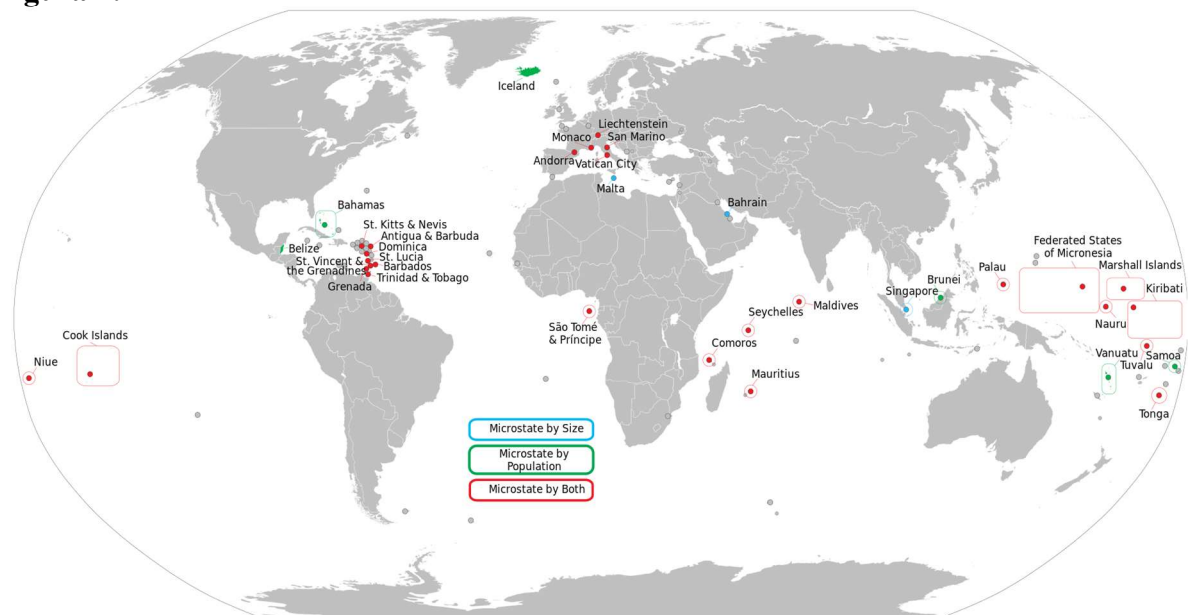 Iceland
Liechtenstein
Monaco
San Marino
Andorra
Vatican City
Malta
Bahrain
Bahamas
St. Kitts & Nevis
Antigua & Barbuda
Belize
Dominica
St. Lucia
St. Vincent &
the Grenadines
Barbados
Trinidad & Tobago
Grenada
Federated States
of Micronesia
Marshall Islands
Palau
Brunei
Kiribati
Singapore
Maldives
Seychelles
São Tomé
& Príncipe
Nauru
Cook Islands
Comoros
Vanuatu
Samoa
Niue
Tuvalu
Mauritius
Tonga
Microstate by Size
Microstate by
Population
Microstate by Both